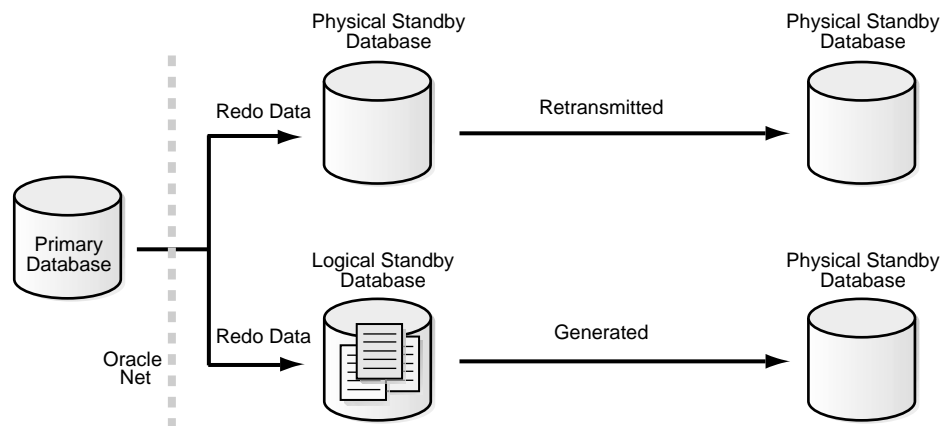 Physical Standby
Database
Physical Standby
Database
Redo Data
Retransmitted
Primary
Database
Logical Standby
Database
Physical Standby
Database
Redo Data
Generated
Oracle
Net